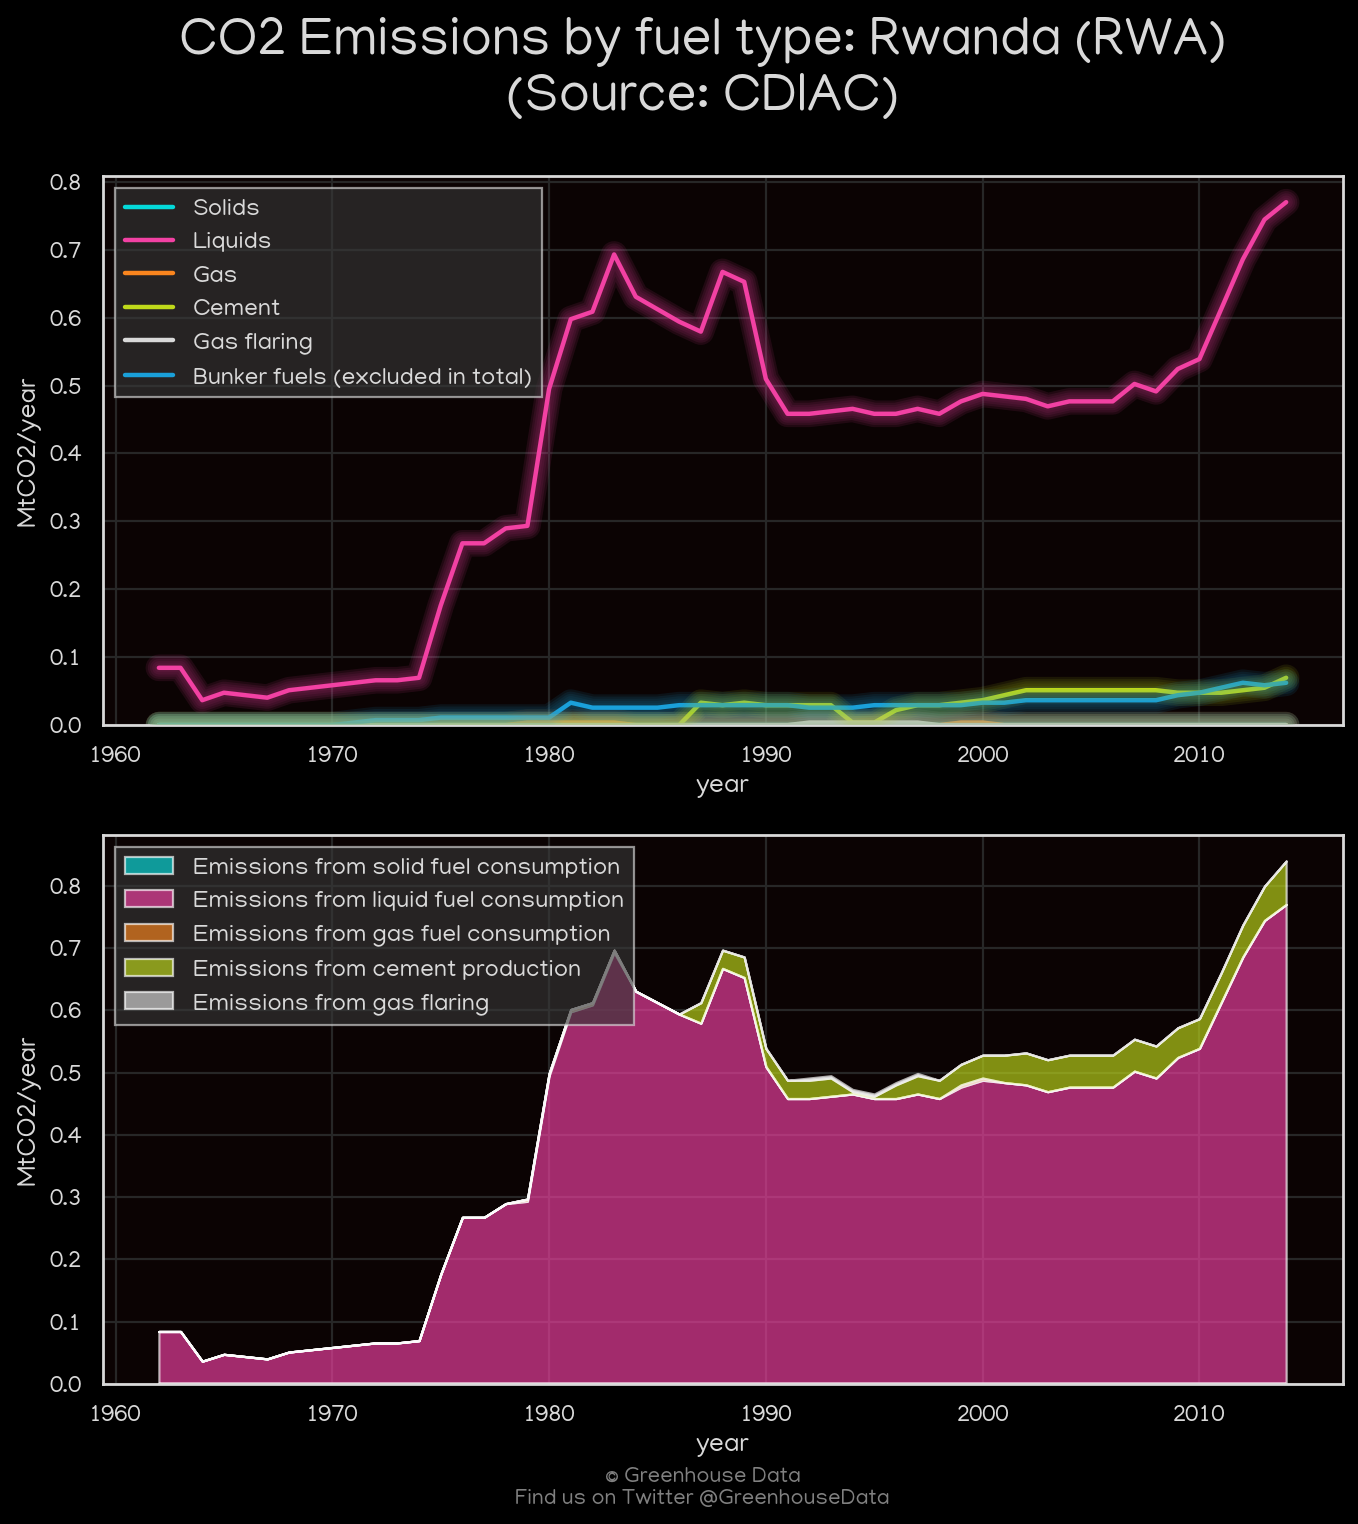 CO2 Emissions by fuel type: Rwanda (RWA)
(Source: CDIAC)
MtCO2/year
0.8
0.7
0.6
0.5
0.4
0.3
0.2
0.1
0.0
Solids
Liquids
Gas
Cement
Gas flaring
Bunker fuels (excluded in total)
1960 1970 1980 1990 2000 2010
year
MtCO2/year
0.8
0.7
0.6
0.5
0.4
0.3
0.2
0.1
0.0
Emissions from solid fuel consumption
Emissions from liquid fuel consumption
Emissions from gas fuel consumption
Emissions from cement production
Emissions from gas flaring
1960 1970 1980 1990 2000 2010
year
© Greenhouse Data
Find us on Twitter @GreenhouseData